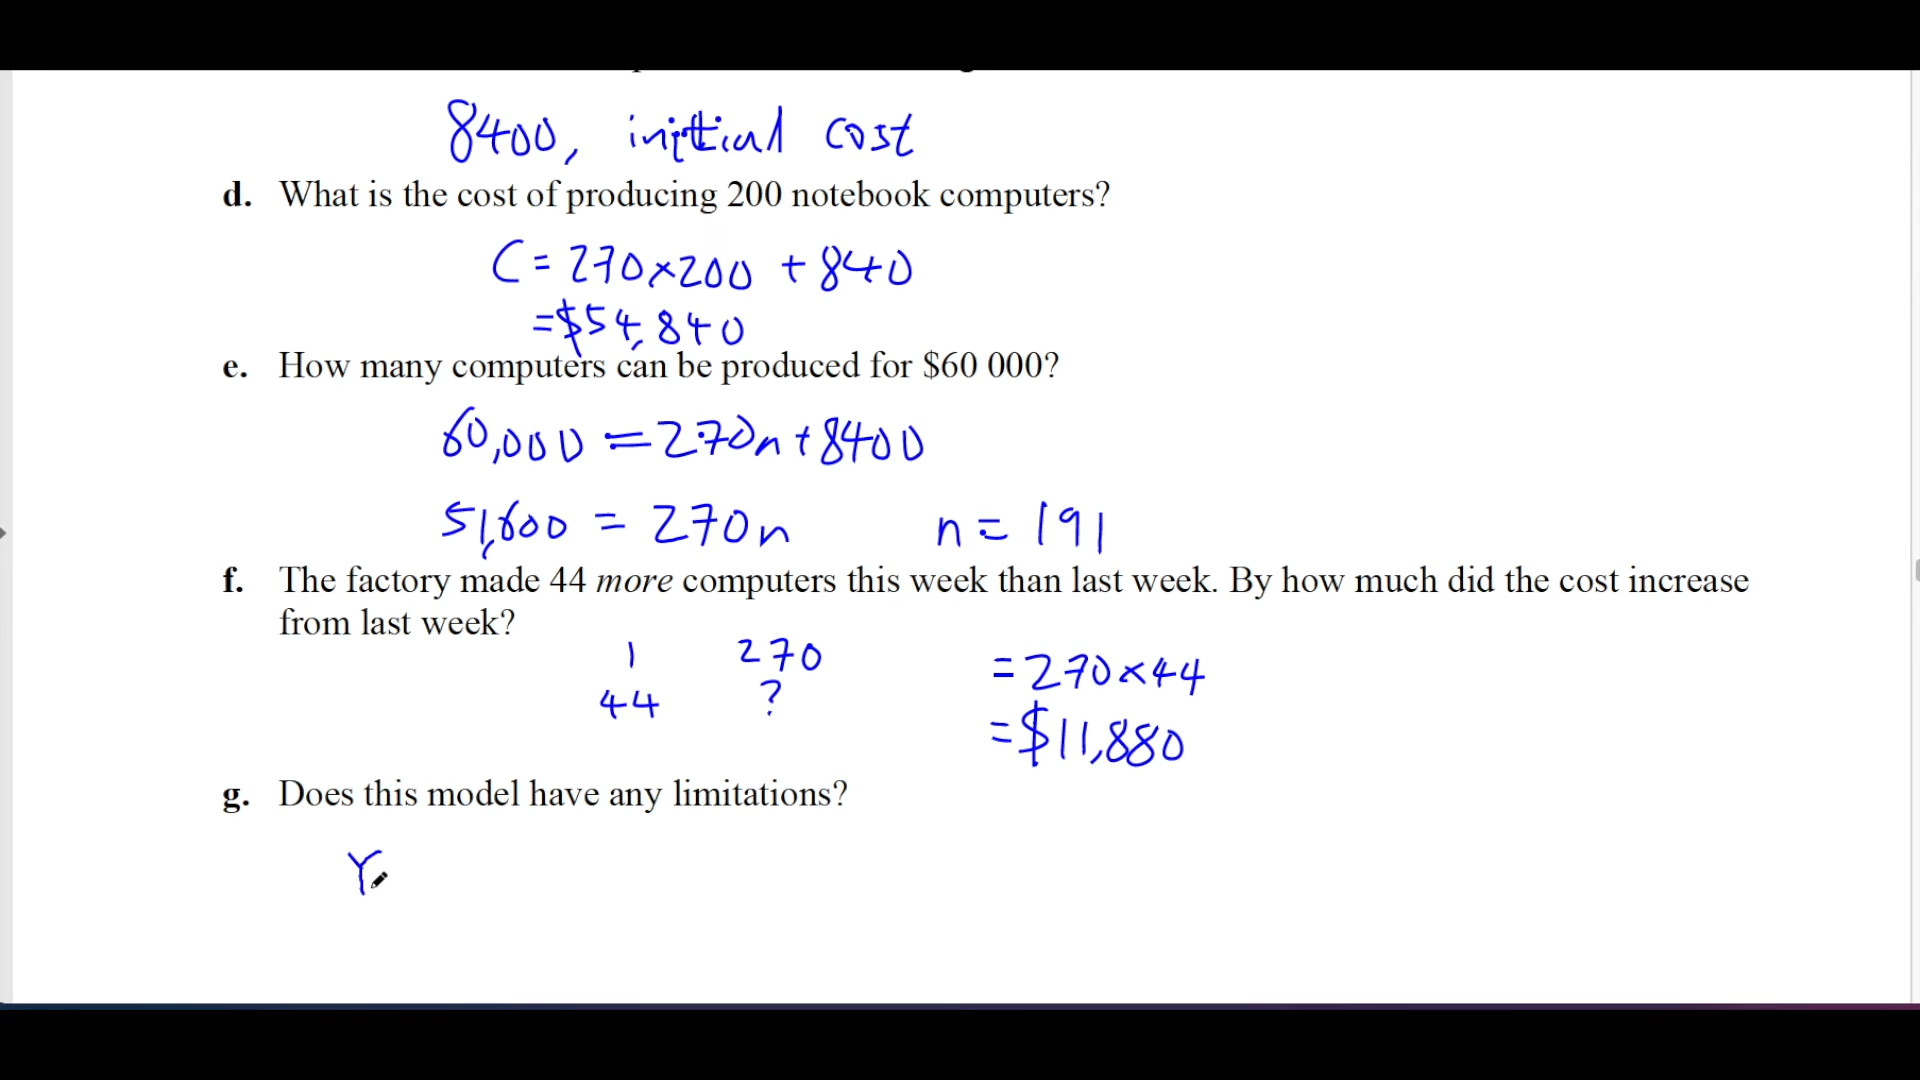 8400, initial cost
d. What is the cost of producing 200 notebook computers?
C = 270×200 + 840
= $54,840
e. How many computers can be produced for $60 000?
60,000 = 270n + 8400
51,600 = 270n n = 191
f. The factory made 44 more computers this week than last week. By how much did the cost increase
from last week?
1 270
44 ?
= 270×44
= $11,880
g. Does this model have any limitations?
Y